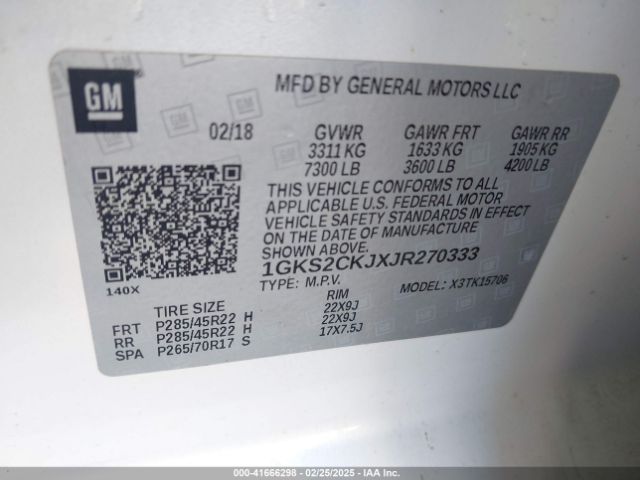 GM
MFD BY GENERAL MOTORS LLC
02/18 GVWR GAWR FRT GAWR RR
3311 KG 1633 KG 1905 KG
7300 LB 3600 LB 4200 LB
THIS VEHICLE CONFORMS TO ALL
APPLICABLE U.S. FEDERAL MOTOR
VEHICLE SAFETY STANDARDS IN EFFECT
ON THE DATE OF MANUFACTURE
SHOWN ABOVE.
1GKS2CKJXJR270333
TYPE: M.P.V. MODEL: X3TK15706
140X
TIRE SIZE RIM
FRT P285/45R22 H 22X9J
RR P285/45R22 H 22X9J
SPA P265/70R17 S 17X7.5J
000-41666298 - 02/25/2025 - IAA Inc.